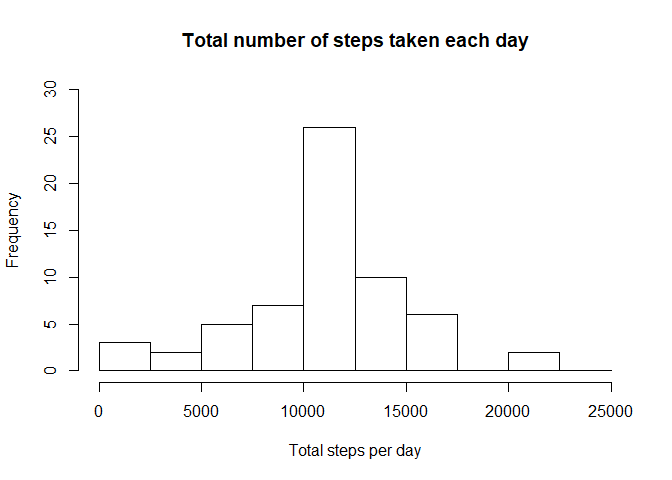 Total number of steps taken each day
Frequency
30
25
20
15
10
5
0
0 5000 10000 15000 20000 25000
Total steps per day